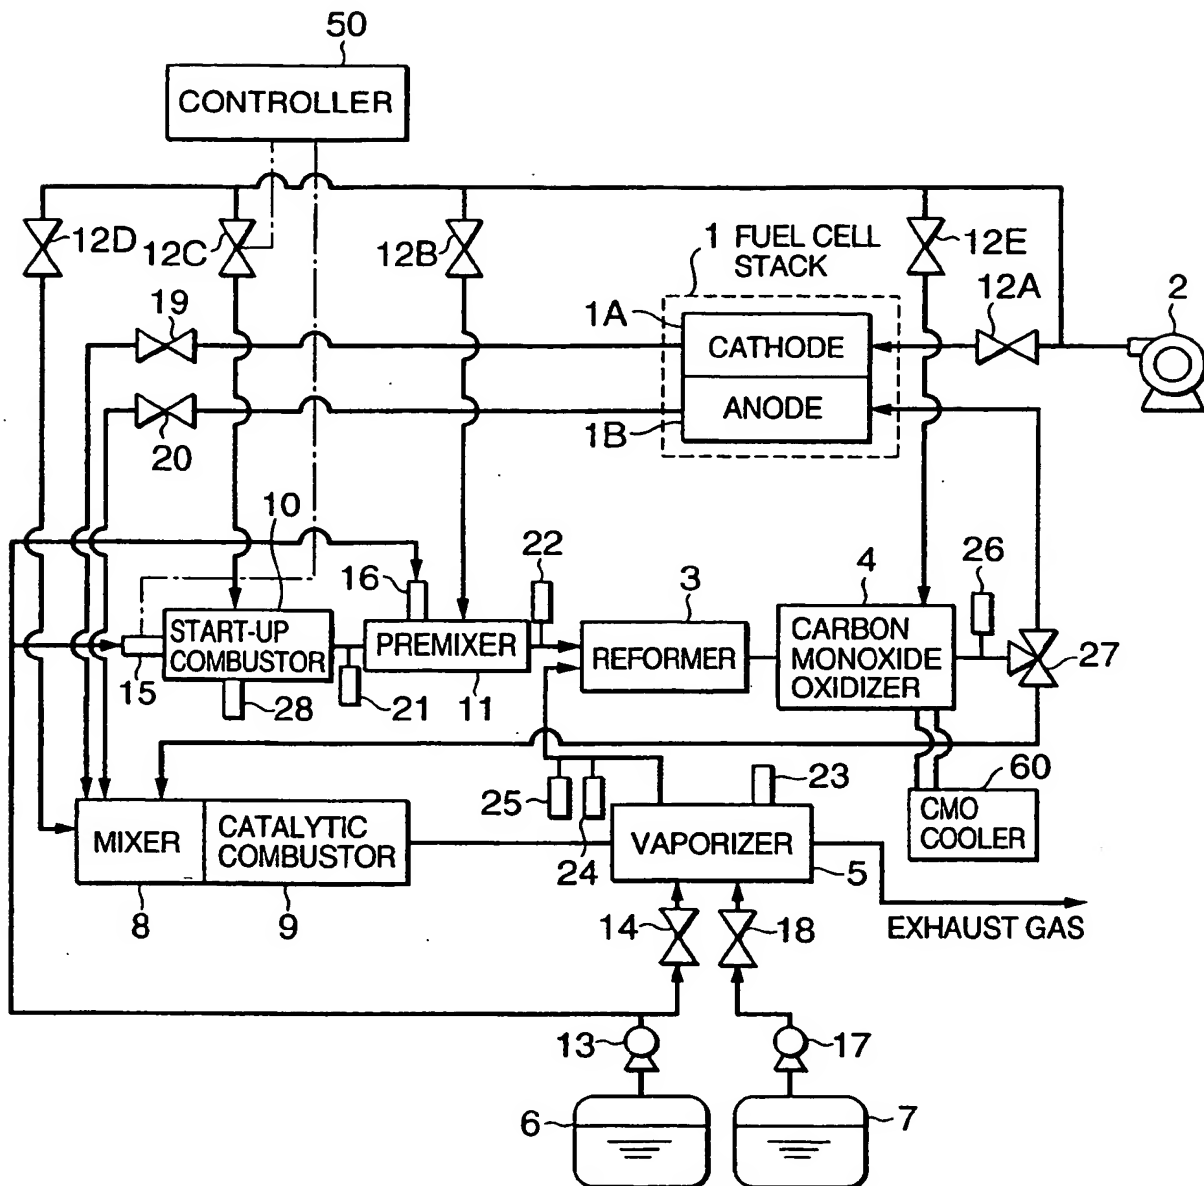 50
CONTROLLER
12D
12C
12B
1 FUEL CELL
STACK
12E
12A
2
19
1A
CATHODE
ANODE
1B
20
10
16
22
3
4
26
START-UP
COMBUSTOR
PREMIXER
REFORMER
CARBON
MONOXIDE
OXIDIZER
27
15
28
21
11
25
24
23
60
CMO
COOLER
MIXER
CATALYTIC
COMBUSTOR
VAPORIZER
5
8
9
14
18
EXHAUST GAS
13
17
6
7